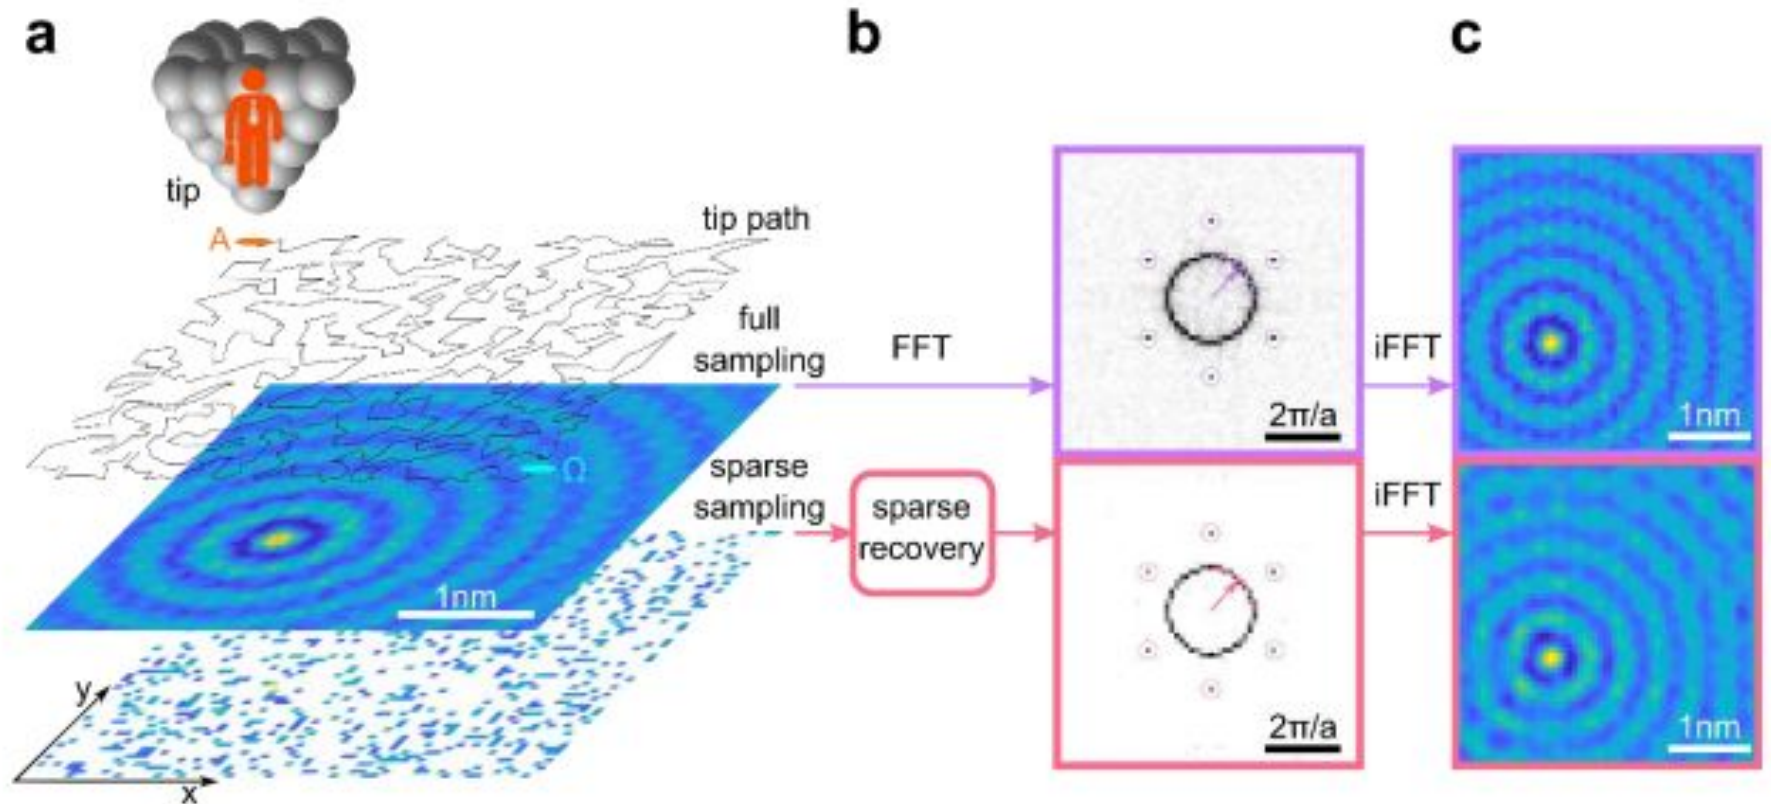 a
b
c
tip
A
tip path
full
sampling
FFT
iFFT
2π/a
1nm
Ω
sparse
sampling
sparse
recovery
iFFT
1nm
2π/a
1nm
y
x